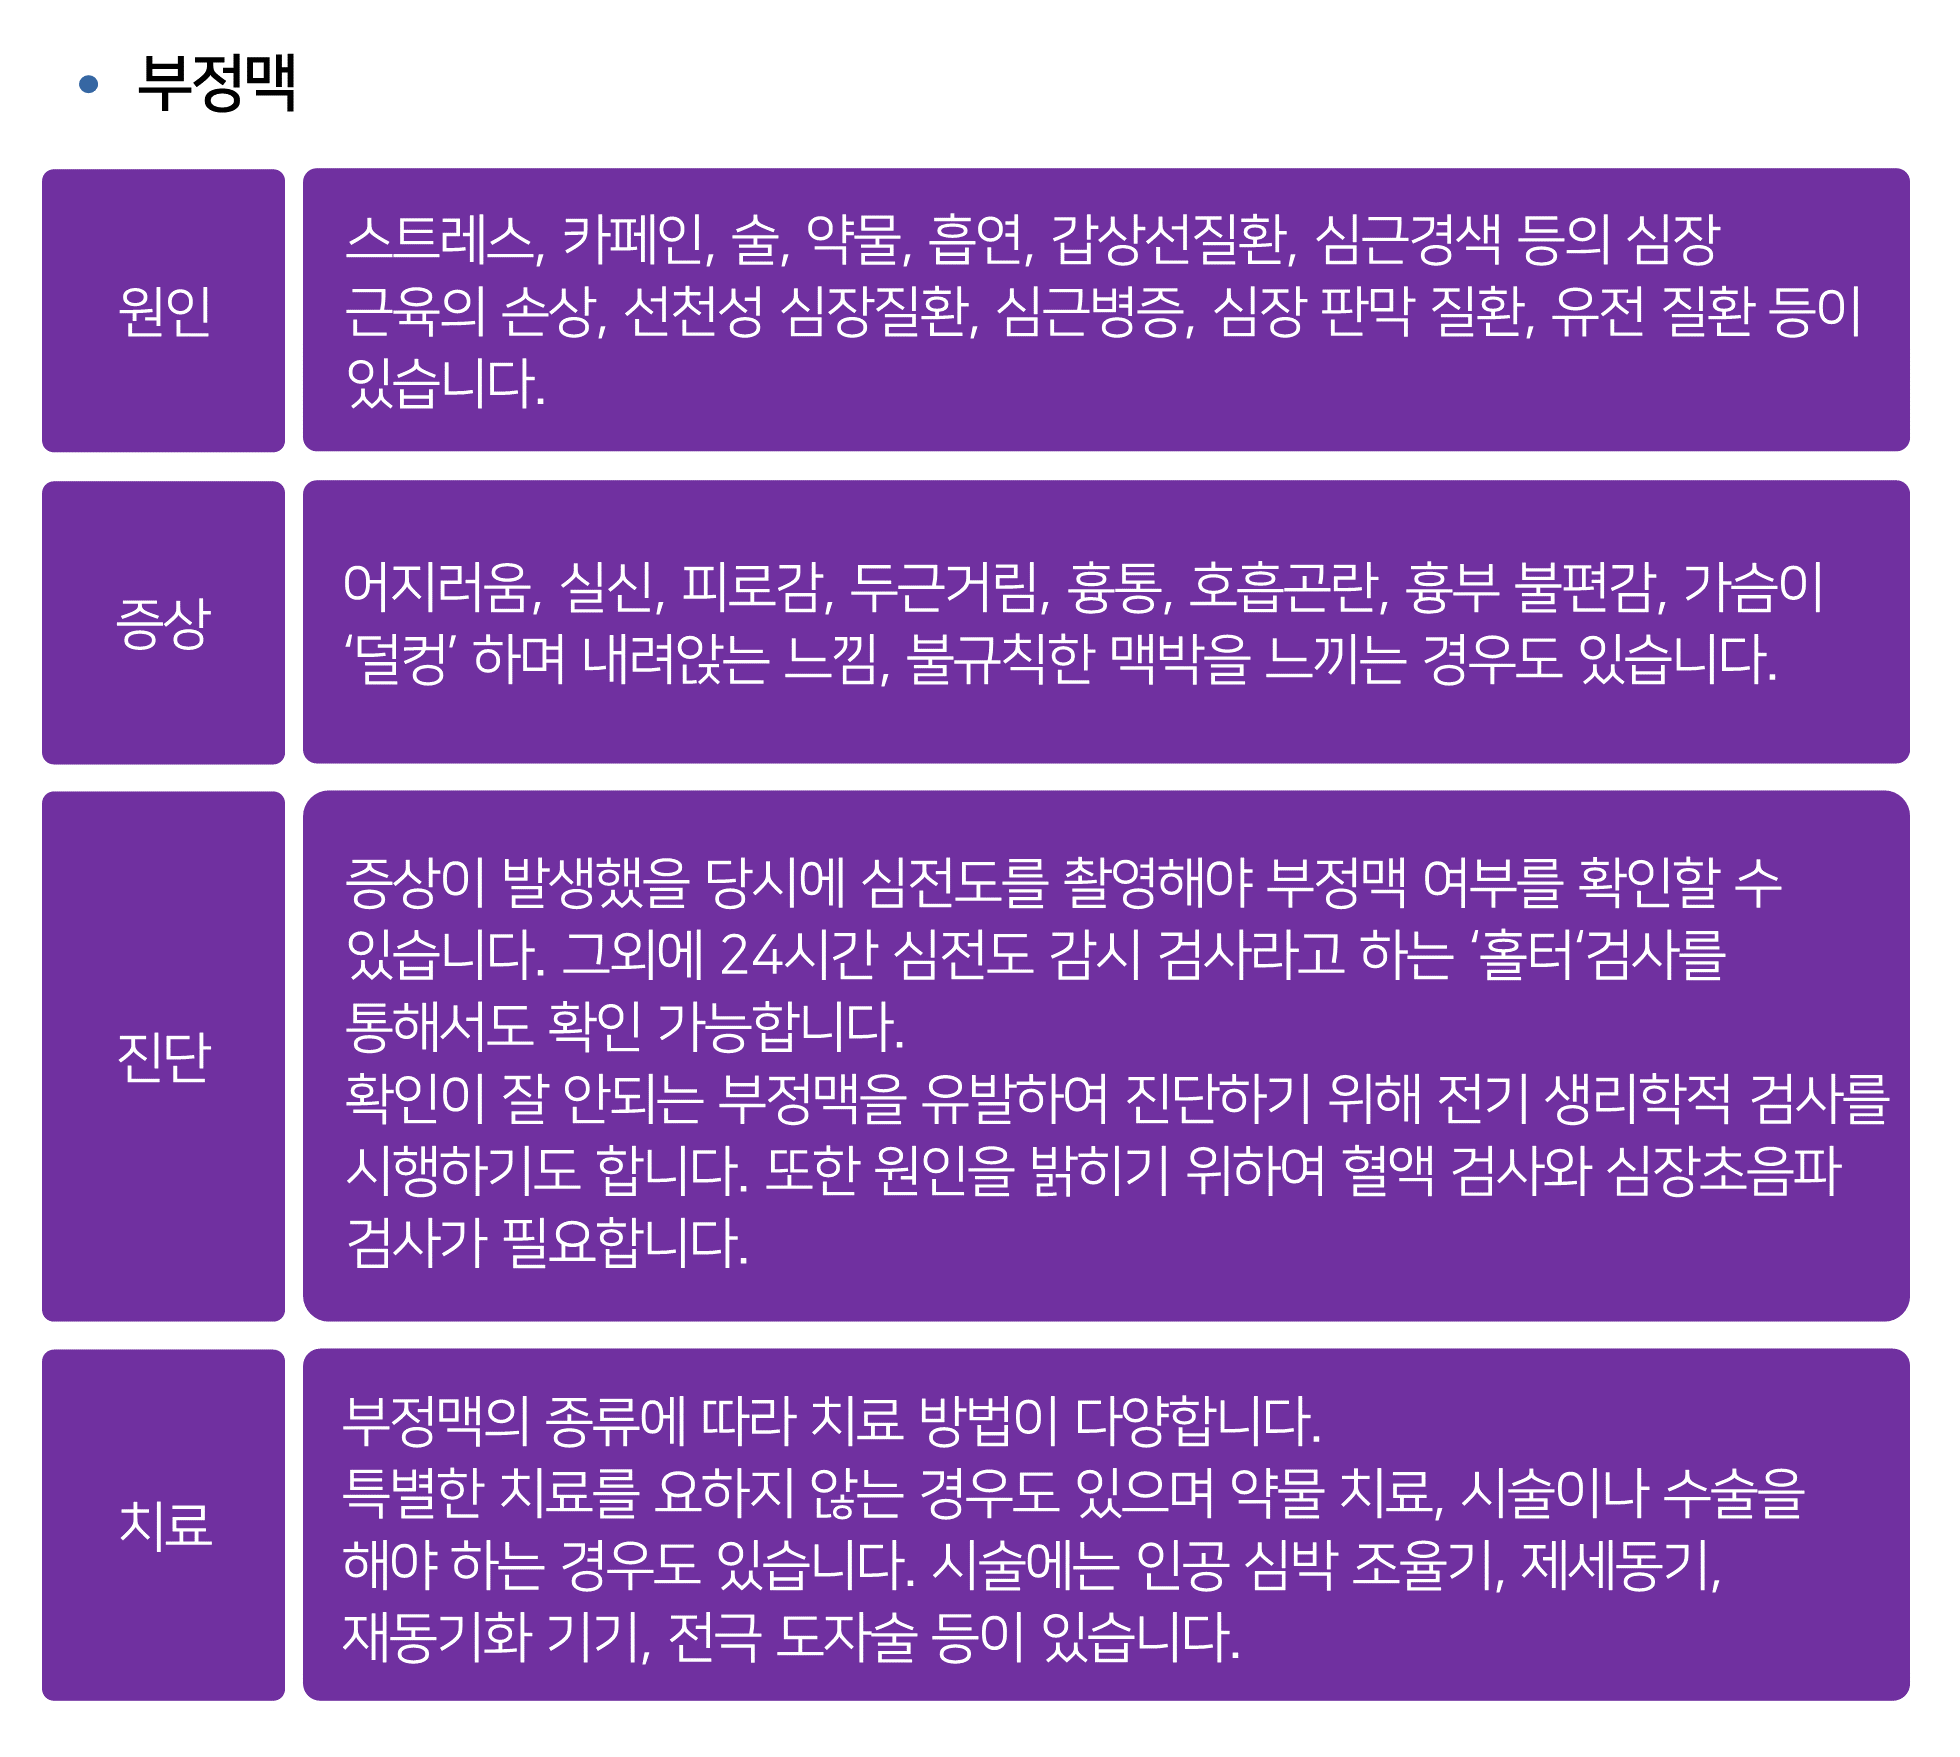 • 부정맥
원인
스트레스, 카페인, 술, 약물, 흡연, 갑상선질환, 심근경색 등의 심장
근육의 손상, 선천성 심장질환, 심근병증, 심장 판막 질환, 유전 질환 등이
있습니다.
증상
어지러움, 실신, 피로감, 두근거림, 흉통, 호흡곤란, 흉부 불편감, 가슴이
‘덜컹’ 하며 내려앉는 느낌, 불규칙한 맥박을 느끼는 경우도 있습니다.
진단
증상이 발생했을 당시에 심전도를 촬영해야 부정맥 여부를 확인할 수
있습니다. 그외에 24시간 심전도 감시 검사라고 하는 ‘홀터‘검사를
통해서도 확인 가능합니다.
확인이 잘 안되는 부정맥을 유발하여 진단하기 위해 전기 생리학적 검사를
시행하기도 합니다. 또한 원인을 밝히기 위하여 혈액 검사와 심장초음파
검사가 필요합니다.
치료
부정맥의 종류에 따라 치료 방법이 다양합니다.
특별한 치료를 요하지 않는 경우도 있으며 약물 치료, 시술이나 수술을
해야 하는 경우도 있습니다. 시술에는 인공 심박 조율기, 제세동기,
재동기화 기기, 전극 도자술 등이 있습니다.